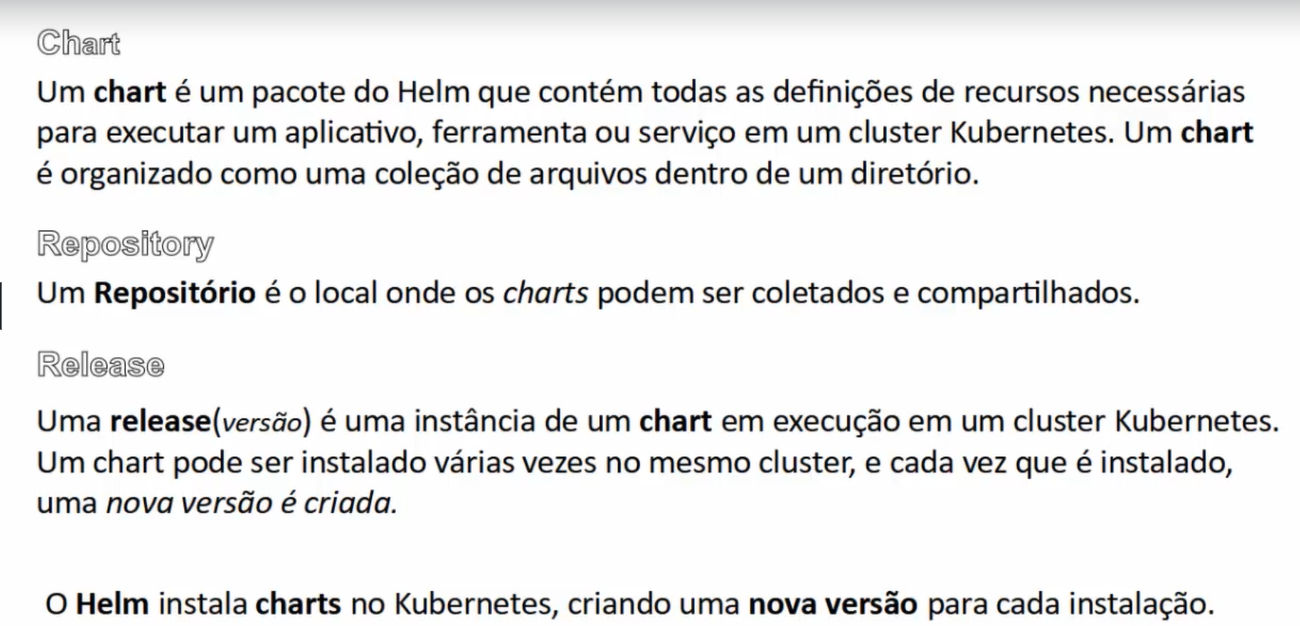 Chart
Um chart é um pacote do Helm que contém todas as definições de recursos necessárias
para executar um aplicativo, ferramenta ou serviço em um cluster Kubernetes. Um chart
é organizado como uma coleção de arquivos dentro de um diretório.
Repository
Um Repositório é o local onde os charts podem ser coletados e compartilhados.
Release
Uma release(versão) é uma instância de um chart em execução em um cluster Kubernetes.
Um chart pode ser instalado várias vezes no mesmo cluster, e cada vez que é instalado,
uma nova versão é criada.
O Helm instala charts no Kubernetes, criando uma nova versão para cada instalação.